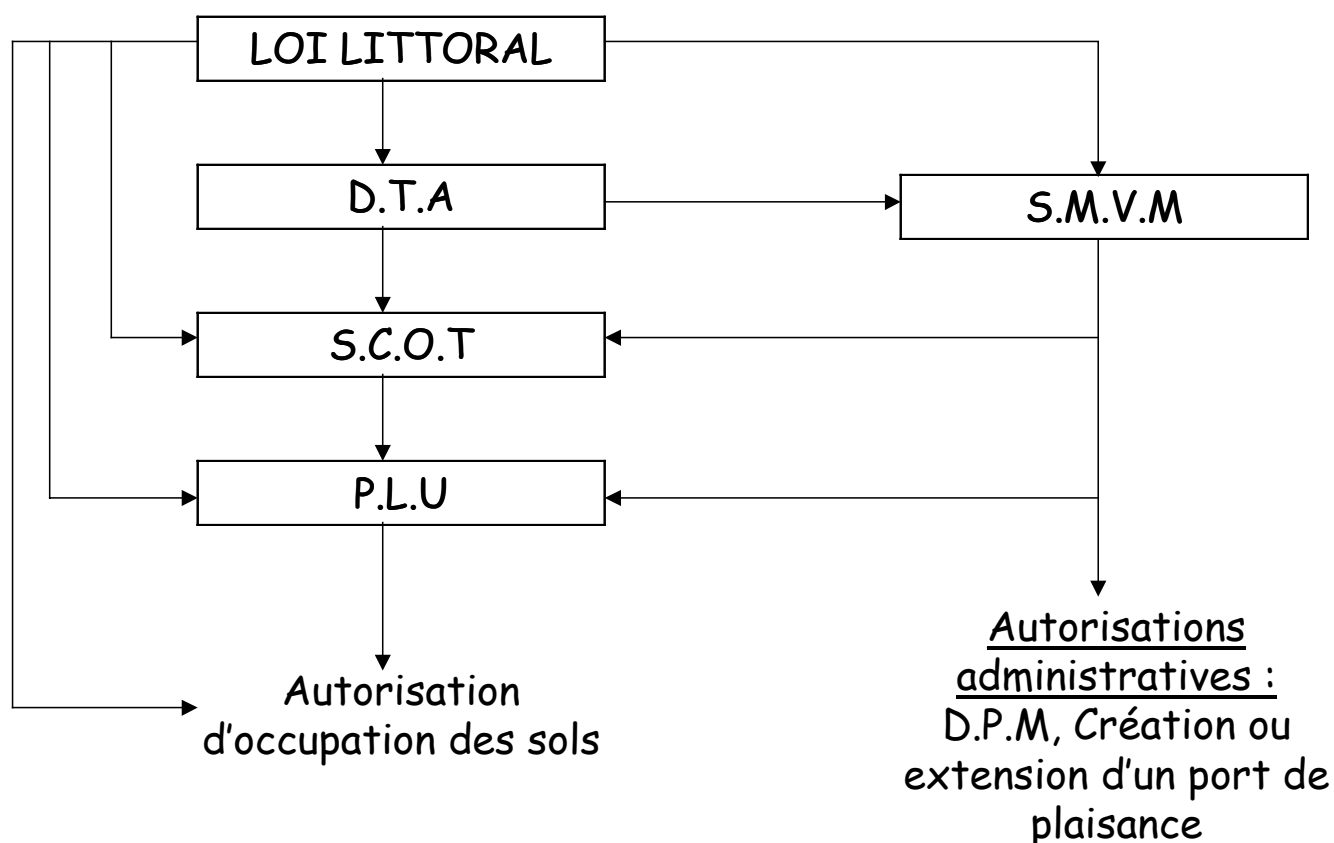 LOI LITTORAL
D.T.A
S.M.V.M
S.C.O.T
P.L.U
Autorisation
d'occupation des sols
Autorisations
administratives :
D.P.M, Création ou
extension d'un port de
plaisance